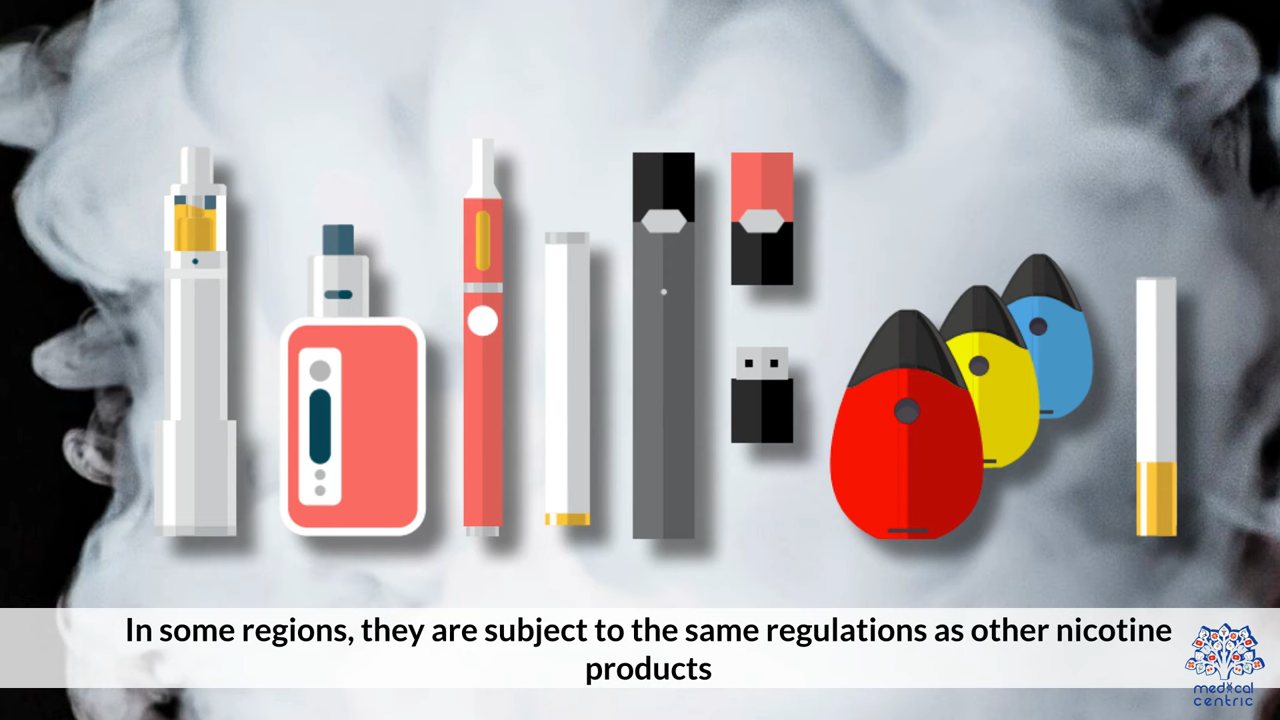 In some regions, they are subject to the same regulations as other nicotine
products
medical
centric